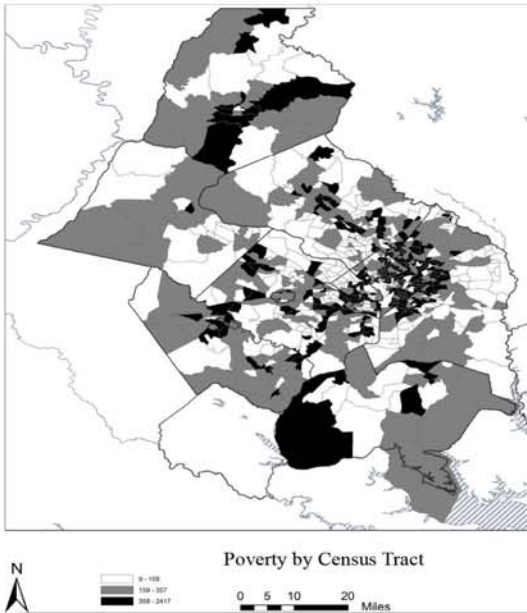 Poverty by Census Tract
N
0 - 158
159 - 357
358 - 2417
0 5 10 20
Miles